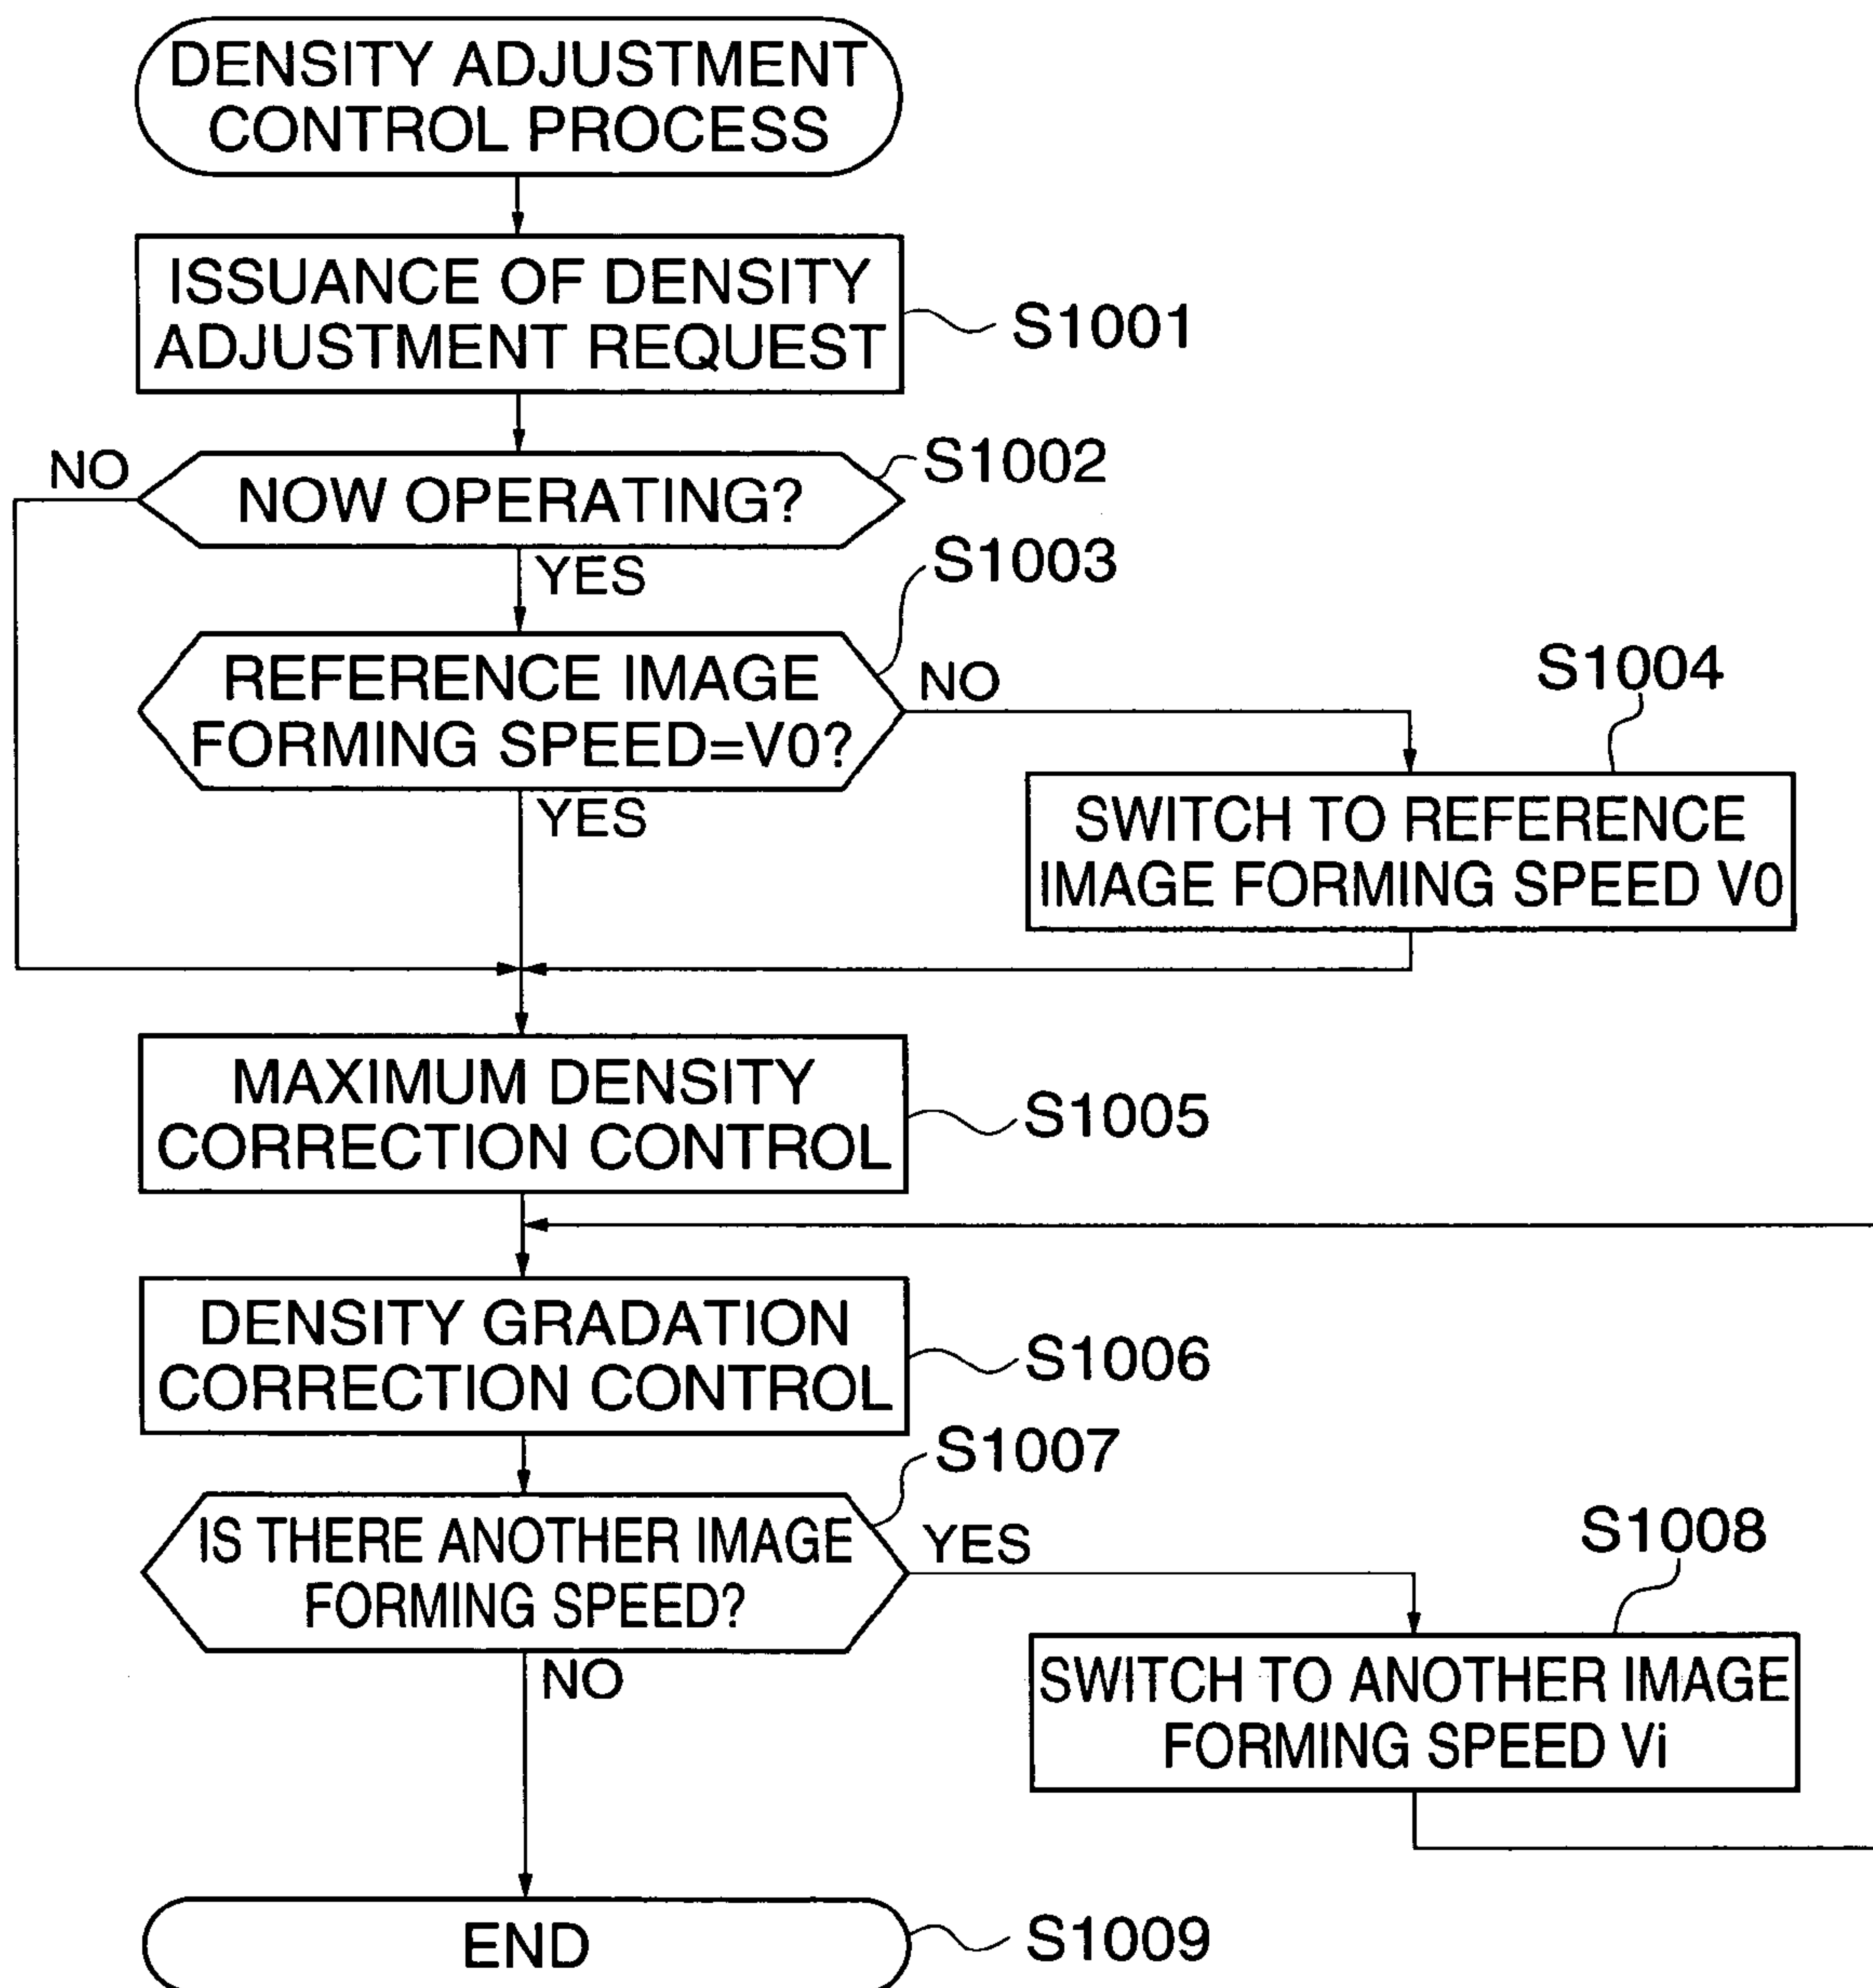 DENSITY ADJUSTMENT
CONTROL PROCESS
ISSUANCE OF DENSITY
ADJUSTMENT REQUEST
S1001
NO
NOW OPERATING?
S1002
YES
S1003
REFERENCE IMAGE
FORMING SPEED=V0?
NO
S1004
YES
SWITCH TO REFERENCE
IMAGE FORMING SPEED V0
MAXIMUM DENSITY
CORRECTION CONTROL
S1005
DENSITY GRADATION
CORRECTION CONTROL
S1006
S1007
IS THERE ANOTHER IMAGE
FORMING SPEED?
YES
S1008
NO
SWITCH TO ANOTHER IMAGE
FORMING SPEED Vi
END
S1009